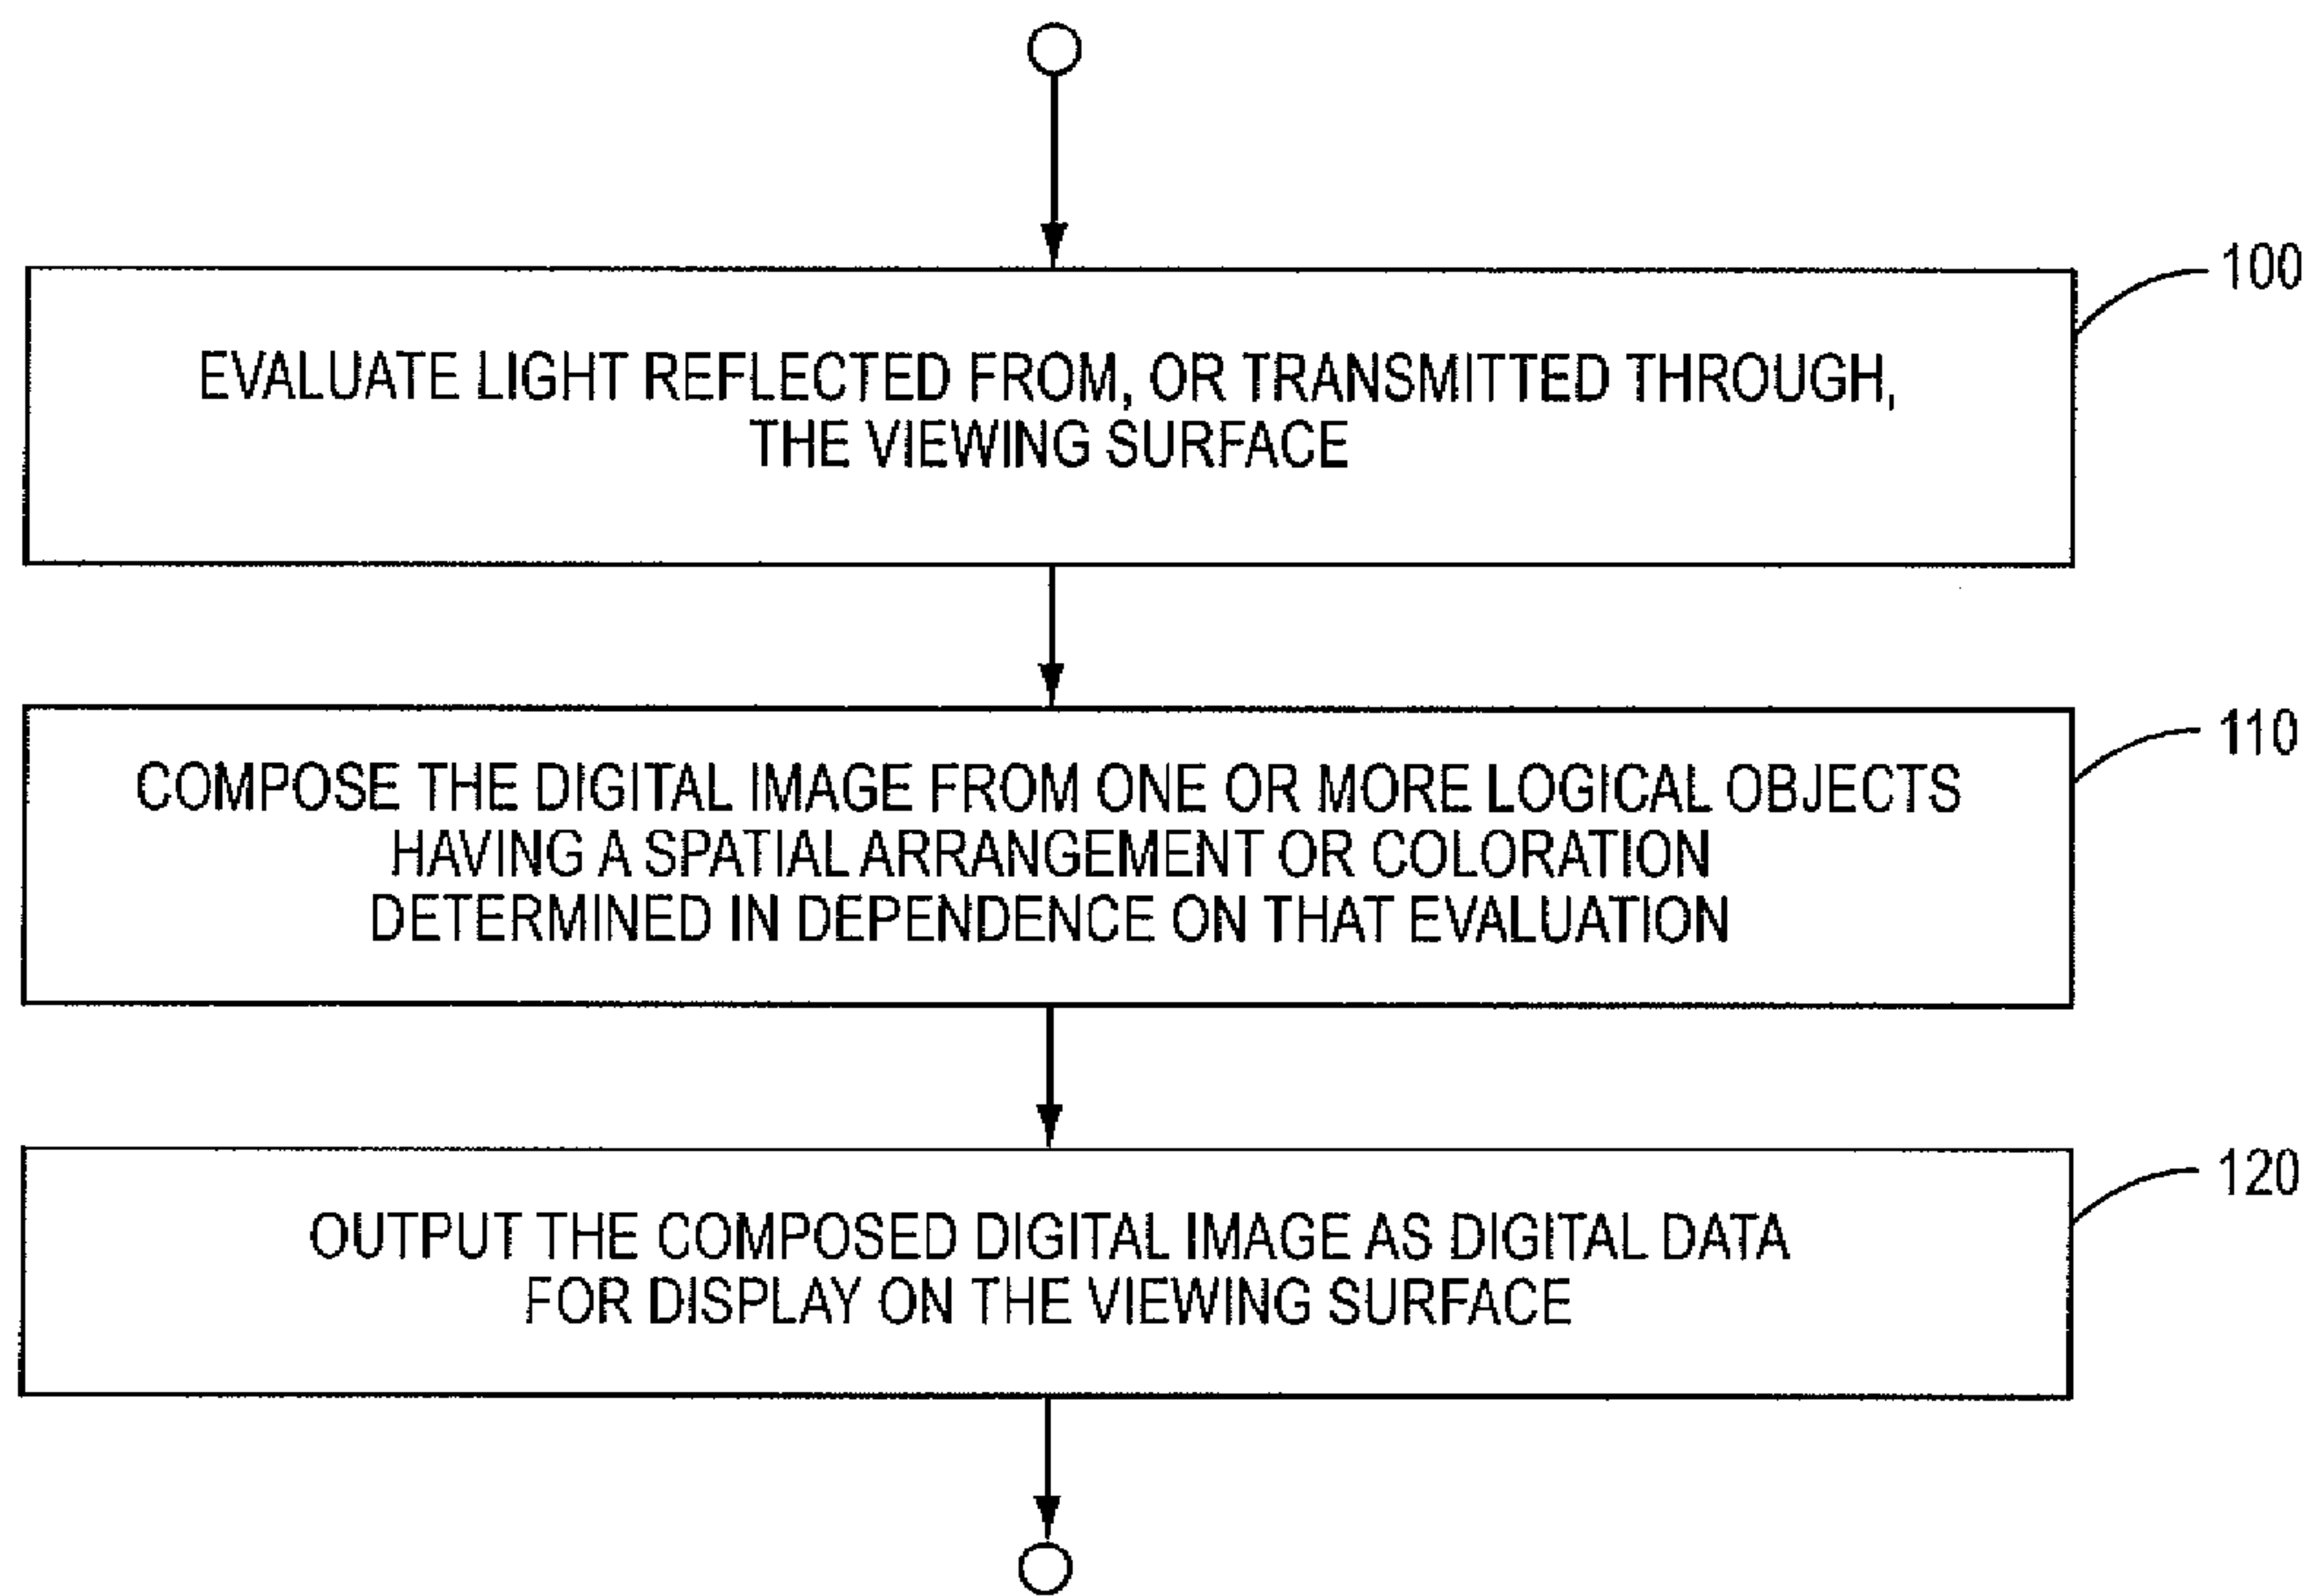 100
EVALUATE LIGHT REFLECTED FROM, OR TRANSMITTED THROUGH,
THE VIEWING SURFACE
110
COMPOSE THE DIGITAL IMAGE FROM ONE OR MORE LOGICAL OBJECTS
HAVING A SPATIAL ARRANGEMENT OR COLORATION
DETERMINED IN DEPENDENCE ON THAT EVALUATION
120
OUTPUT THE COMPOSED DIGITAL IMAGE AS DIGITAL DATA
FOR DISPLAY ON THE VIEWING SURFACE